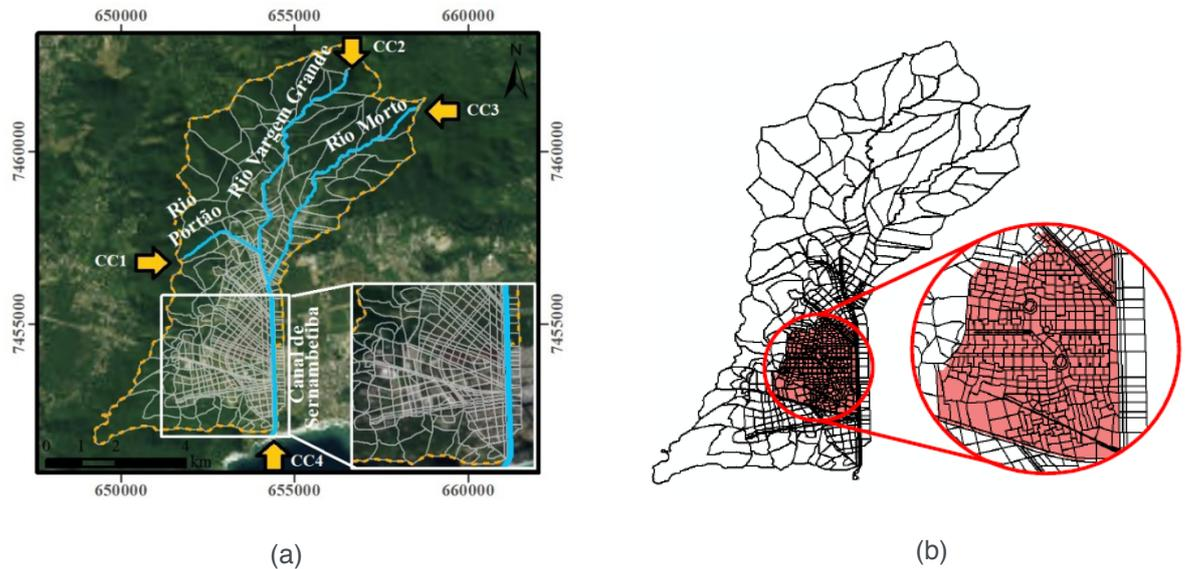 650000 655000 660000
N
CC2
CC3
Rio Vargem Grande
Rio Morto
7460000
7460000
Rio
Portão
CC1
7455000
7455000
Canal de
Sernambetiba
0 1 2 4
km
CC4
650000 655000 660000
(a)
(b)